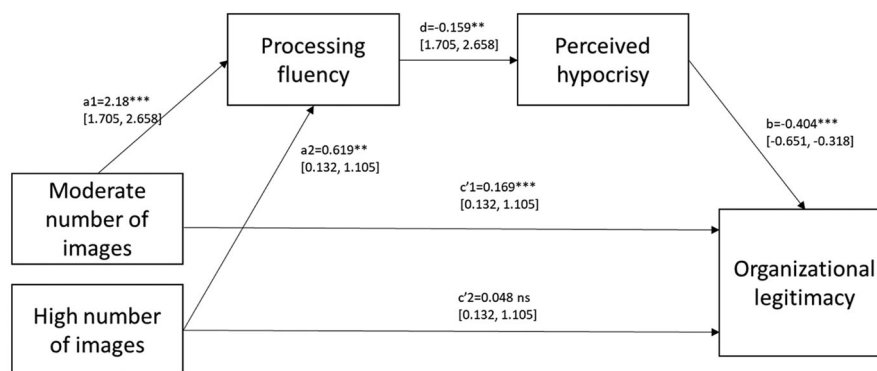 Processing
fluency
d=-0.159**
[1.705, 2.658]
Perceived
hypocrisy
a1=2.18***
[1.705, 2.658]
b=-0.404***
[-0.651, -0.318]
a2=0.619**
[0.132, 1.105]
Moderate
number of
images
c'1=0.169***
[0.132, 1.105]
Organizational
legitimacy
High number
of images
c'2=0.048 ns
[0.132, 1.105]